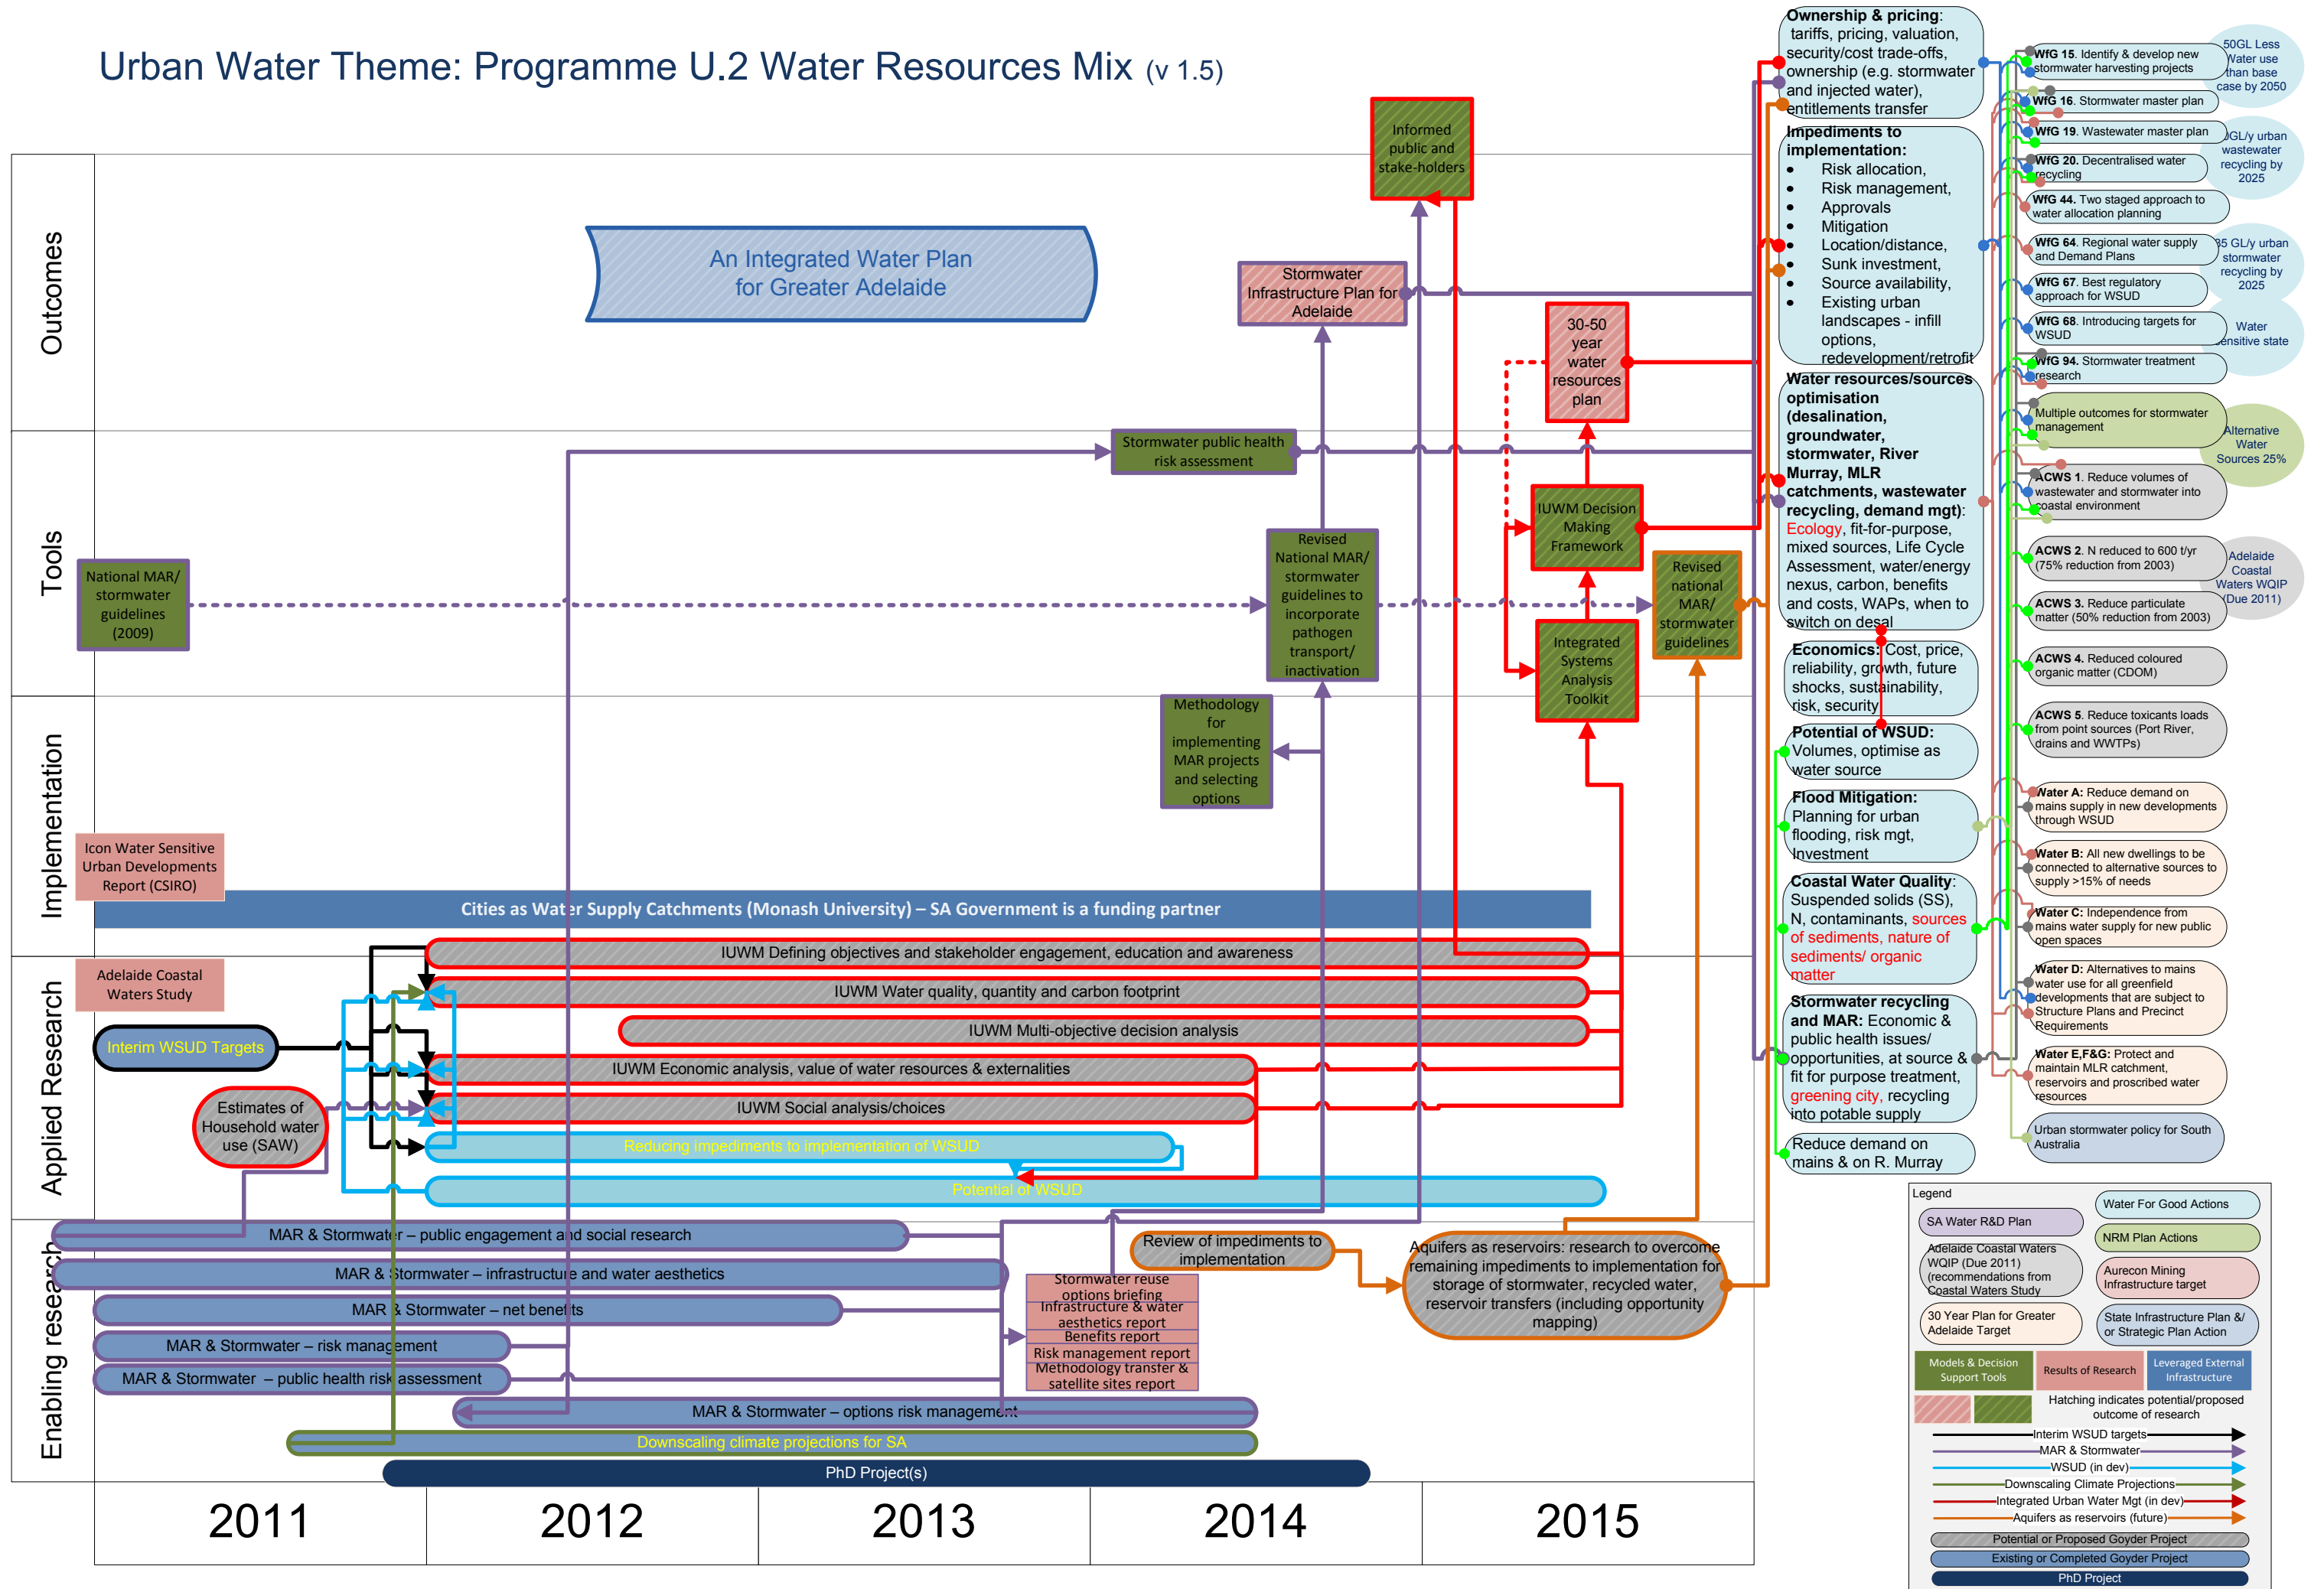 Urban Water Theme: Programme U.2 Water Resources Mix (v 1.5)
Outcomes
Tools
Implementation
Applied Research
Enabling research
An Integrated Water Plan
for Greater Adelaide
Informed
public and
stake-holders
Stormwater
Infrastructure Plan for
Adelaide
30-50
year
water
resources
plan
Stormwater public health
risk assessment
National MAR/
stormwater
guidelines
(2009)
Revised
National MAR/
stormwater
guidelines to
incorporate
pathogen
transport/
inactivation
IUWM Decision
Making
Framework
Revised
national
MAR/
stormwater
guidelines
Integrated
Systems
Analysis
Toolkit
Methodology
for
implementing
MAR projects
and selecting
options
Icon Water Sensitive
Urban Developments
Report (CSIRO)
Cities as Water Supply Catchments (Monash University) – SA Government is a funding partner
IUWM Defining objectives and stakeholder engagement, education and awareness
Adelaide Coastal
Waters Study
IUWM Water quality, quantity and carbon footprint
IUWM Multi-objective decision analysis
Interim WSUD Targets
IUWM Economic analysis, value of water resources & externalities
Estimates of
Household water
use (SAW)
IUWM Social analysis/choices
Reducing impediments to implementation of WSUD
Potential of WSUD
MAR & Stormwater – public engagement and social research
MAR & Stormwater – infrastructure and water aesthetics
MAR & Stormwater – net benefits
MAR & Stormwater – risk management
MAR & Stormwater – public health risk assessment
MAR & Stormwater – options risk management
Downscaling climate projections for SA
PhD Project(s)
Stormwater reuse
options briefing
Infrastructure & water
aesthetics report
Benefits report
Risk management report
Methodology transfer &
satellite sites report
Review of impediments to
implementation
Aquifers as reservoirs: research to overcome
remaining impediments to implementation for
storage of stormwater, recycled water,
reservoir transfers (including opportunity
mapping)
2011
2012
2013
2014
2015
Ownership & pricing:
tariffs, pricing, valuation,
security/cost trade-offs,
ownership (e.g. stormwater
and injected water),
entitlements transfer
Impediments to
implementation:
• Risk allocation,
• Risk management,
• Approvals
• Mitigation
• Location/distance,
• Sunk investment,
• Source availability,
• Existing urban
landscapes - infill
options,
redevelopment/retrofit
Water resources/sources
optimisation
(desalination,
groundwater,
stormwater, River
Murray, MLR
catchments, wastewater
recycling, demand mgt):
Ecology, fit-for-purpose,
mixed sources, Life Cycle
Assessment, water/energy
nexus, carbon, benefits
and costs, WAPs, when to
switch on desal
Economics: Cost, price,
reliability, growth, future
shocks, sustainability,
risk, security
Potential of WSUD:
Volumes, optimise as
water source
Flood Mitigation:
Planning for urban
flooding, risk mgt,
Investment
Coastal Water Quality:
Suspended solids (SS),
N, contaminants, sources
of sediments, nature of
sediments/ organic
matter
Stormwater recycling
and MAR: Economic &
public health issues/
opportunities, at source &
fit for purpose treatment,
greening city, recycling
into potable supply
Reduce demand on
mains & on R. Murray
WfG 15. Identify & develop new
stormwater harvesting projects
WfG 16. Stormwater master plan
WfG 19. Wastewater master plan
WfG 20. Decentralised water
recycling
WfG 44. Two staged approach to
water allocation planning
WfG 64. Regional water supply
and Demand Plans
WfG 67. Best regulatory
approach for WSUD
WfG 68. Introducing targets for
WSUD
WfG 94. Stormwater treatment
research
Multiple outcomes for stormwater
management
ACWS 1. Reduce volumes of
wastewater and stormwater into
coastal environment
ACWS 2. N reduced to 600 t/yr
(75% reduction from 2003)
ACWS 3. Reduce particulate
matter (50% reduction from 2003)
ACWS 4. Reduced coloured
organic matter (CDOM)
ACWS 5. Reduce toxicants loads
from point sources (Port River,
drains and WWTPs)
Water A: Reduce demand on
mains supply in new developments
through WSUD
Water B: All new dwellings to be
connected to alternative sources to
supply >15% of needs
Water C: Independence from
mains water supply for new public
open spaces
Water D: Alternatives to mains
water use for all greenfield
developments that are subject to
Structure Plans and Precinct
Requirements
Water E,F&G: Protect and
maintain MLR catchment,
reservoirs and proscribed water
resources
Urban stormwater policy for South
Australia
50GL Less
Water use
than base
case by 2050
GL/y urban
wastewater
recycling by
2025
35 GL/y urban
stormwater
recycling by
2025
Water
sensitive state
Alternative
Water
Sources 25%
Adelaide
Coastal
Waters WQIP
(Due 2011)
Legend
SA Water R&D Plan
Water For Good Actions
NRM Plan Actions
Adelaide Coastal Waters
WQIP (Due 2011)
(recommendations from
Coastal Waters Study
Aurecon Mining
Infrastructure target
30 Year Plan for Greater
Adelaide Target
State Infrastructure Plan &/
or Strategic Plan Action
Models & Decision
Support Tools
Results of Research
Leveraged External
Infrastructure
Hatching indicates potential/proposed
outcome of research
Interim WSUD targets
MAR & Stormwater
WSUD (in dev)
Downscaling Climate Projections
Integrated Urban Water Mgt (in dev)
Aquifers as reservoirs (future)
Potential or Proposed Goyder Project
Existing or Completed Goyder Project
PhD Project